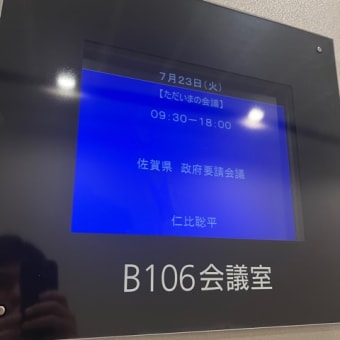 7月23日(火)
【ただいまの会議】
09:30－18:00
佐賀県 政府要請会議
仁比聡平
B106会議室